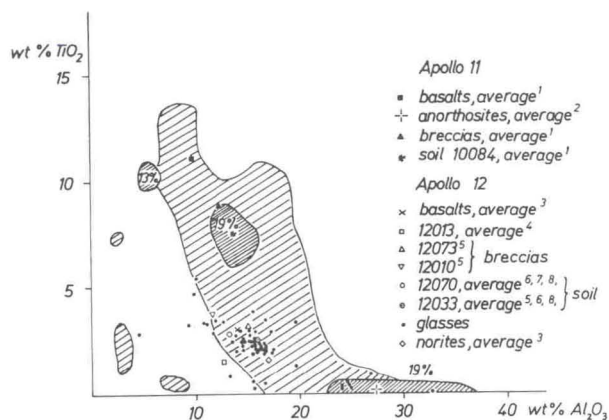 wt % TiO₂
15
10
5
13%
19%
19%
10
20
30
40
wt % Al₂O₃
Apollo 11
basalts, average¹
anorthosites, average²
breccias, average¹
soil 10084, average¹
Apollo 12
basalts, average³
12013, average⁴
12073⁵
12010⁵
breccias
12070, average⁶,⁷,⁸,
12033, average⁵,⁶,⁸,
soil
glasses
norites, average³